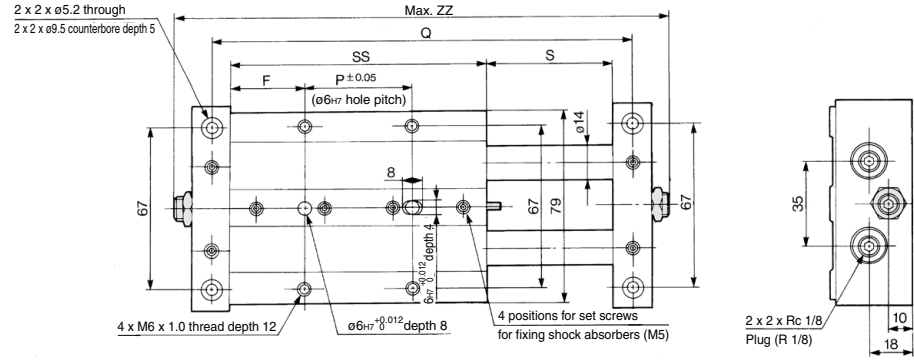 2 x 2 x ø5.2 through
2 x 2 x ø9.5 counterbore depth 5
Max. ZZ
Q
SS
S
F
P±0.05
(ø6H7 hole pitch)
ø14
8
67
67
79
67
6H7 +0.012 0 depth 4
4 x M6 x 1.0 thread depth 12
ø6H7 +0.012 0 depth 8
4 positions for set screws
for fixing shock absorbers (M5)
35
2 x 2 x Rc 1/8
Plug (R 1/8)
10
18